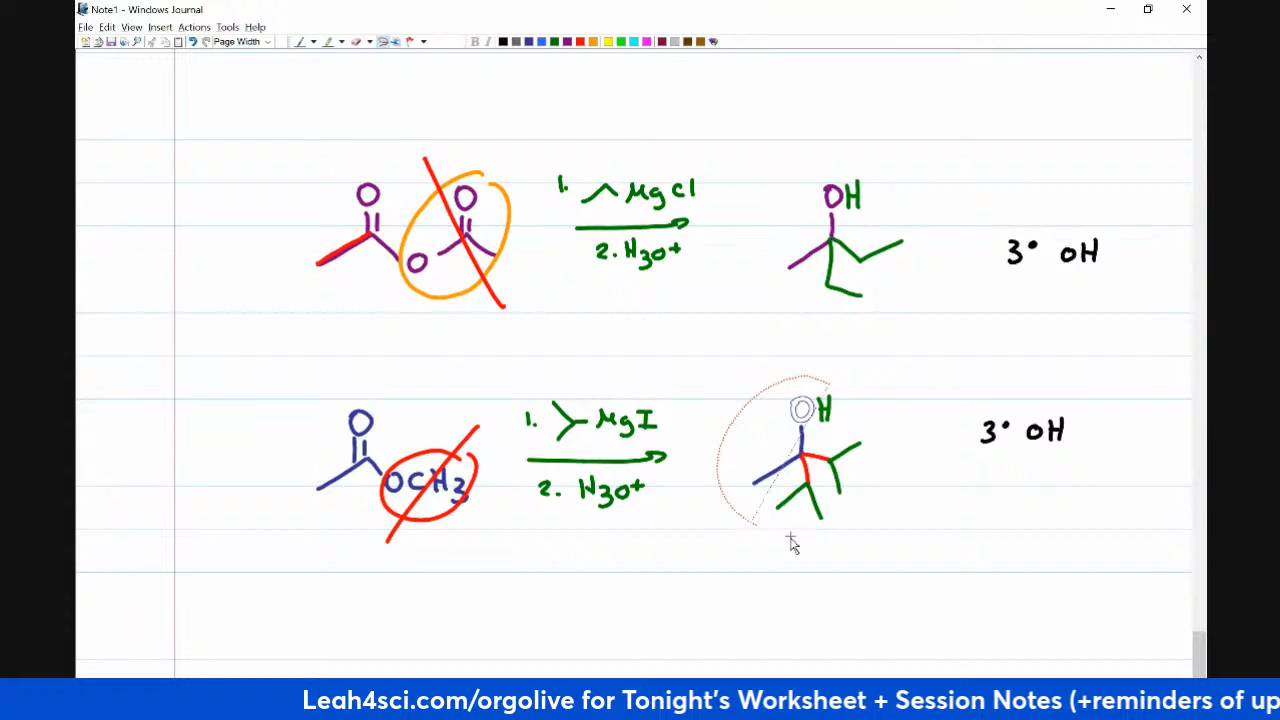 Note1 - Windows Journal
File Edit View Insert Actions Tools Help
Page Width
B I
O O 1. MgCl OH
O 2. H3O+ 3° OH
O 1. MgI OH 3° OH
OCH3 2. H3O+
Leah4sci.com/orgolive for Tonight's Worksheet + Session Notes (+reminders of up